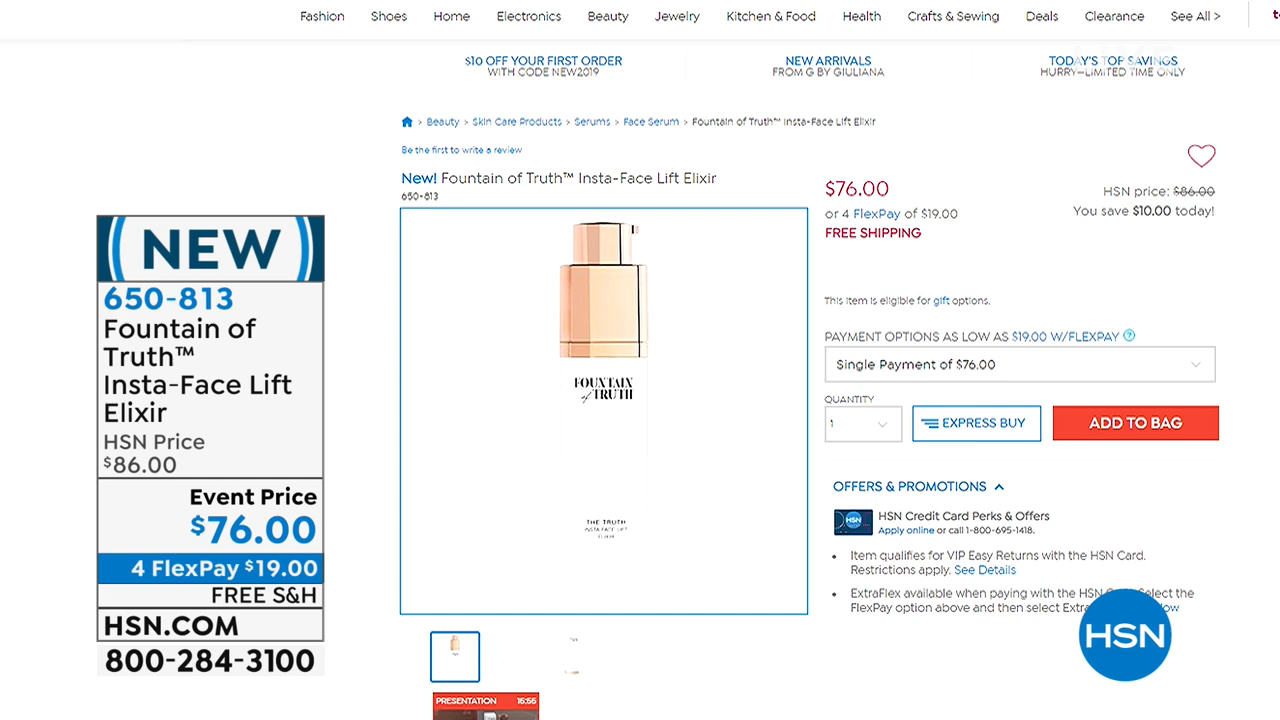 Fashion Shoes Home Electronics Beauty Jewelry Kitchen & Food Health Crafts & Sewing Deals Clearance See All >
$10 OFF YOUR FIRST ORDER
WITH CODE NEW2019
NEW ARRIVALS
FROM G BY GIULIANA
TODAY'S TOP SAVINGS
HURRY—LIMITED TIME ONLY
> Beauty > Skin Care Products > Serums > Face Serum > Fountain of Truth™ Insta-Face Lift Elixir
Be the first to write a review
New! Fountain of Truth™ Insta-Face Lift Elixir
650-813
FOUNTAIN
of TRUTH
THE TRUTH
INSTA FACE LIFT
ELIXIR
PRESENTATION 15:55
$76.00
or 4 FlexPay of $19.00
FREE SHIPPING
HSN price: $86.00
You save $10.00 today!
This item is eligible for gift options.
PAYMENT OPTIONS AS LOW AS $19.00 W/FLEXPAY ?
Single Payment of $76.00
QUANTITY
1
EXPRESS BUY
ADD TO BAG
OFFERS & PROMOTIONS
HSN
HSN Credit Card Perks & Offers
Apply online or call 1-800-695-1418.
• Item qualifies for VIP Easy Returns with the HSN Card.
Restrictions apply. See Details
• ExtraFlex available when paying with the HSN Select the
FlexPay option above and then select
HSN
(NEW)
650-813
Fountain of
Truth™
Insta-Face Lift
Elixir
HSN Price
$86.00
Event Price
$76.00
4 FlexPay $19.00
FREE S&H
HSN.COM
800-284-3100